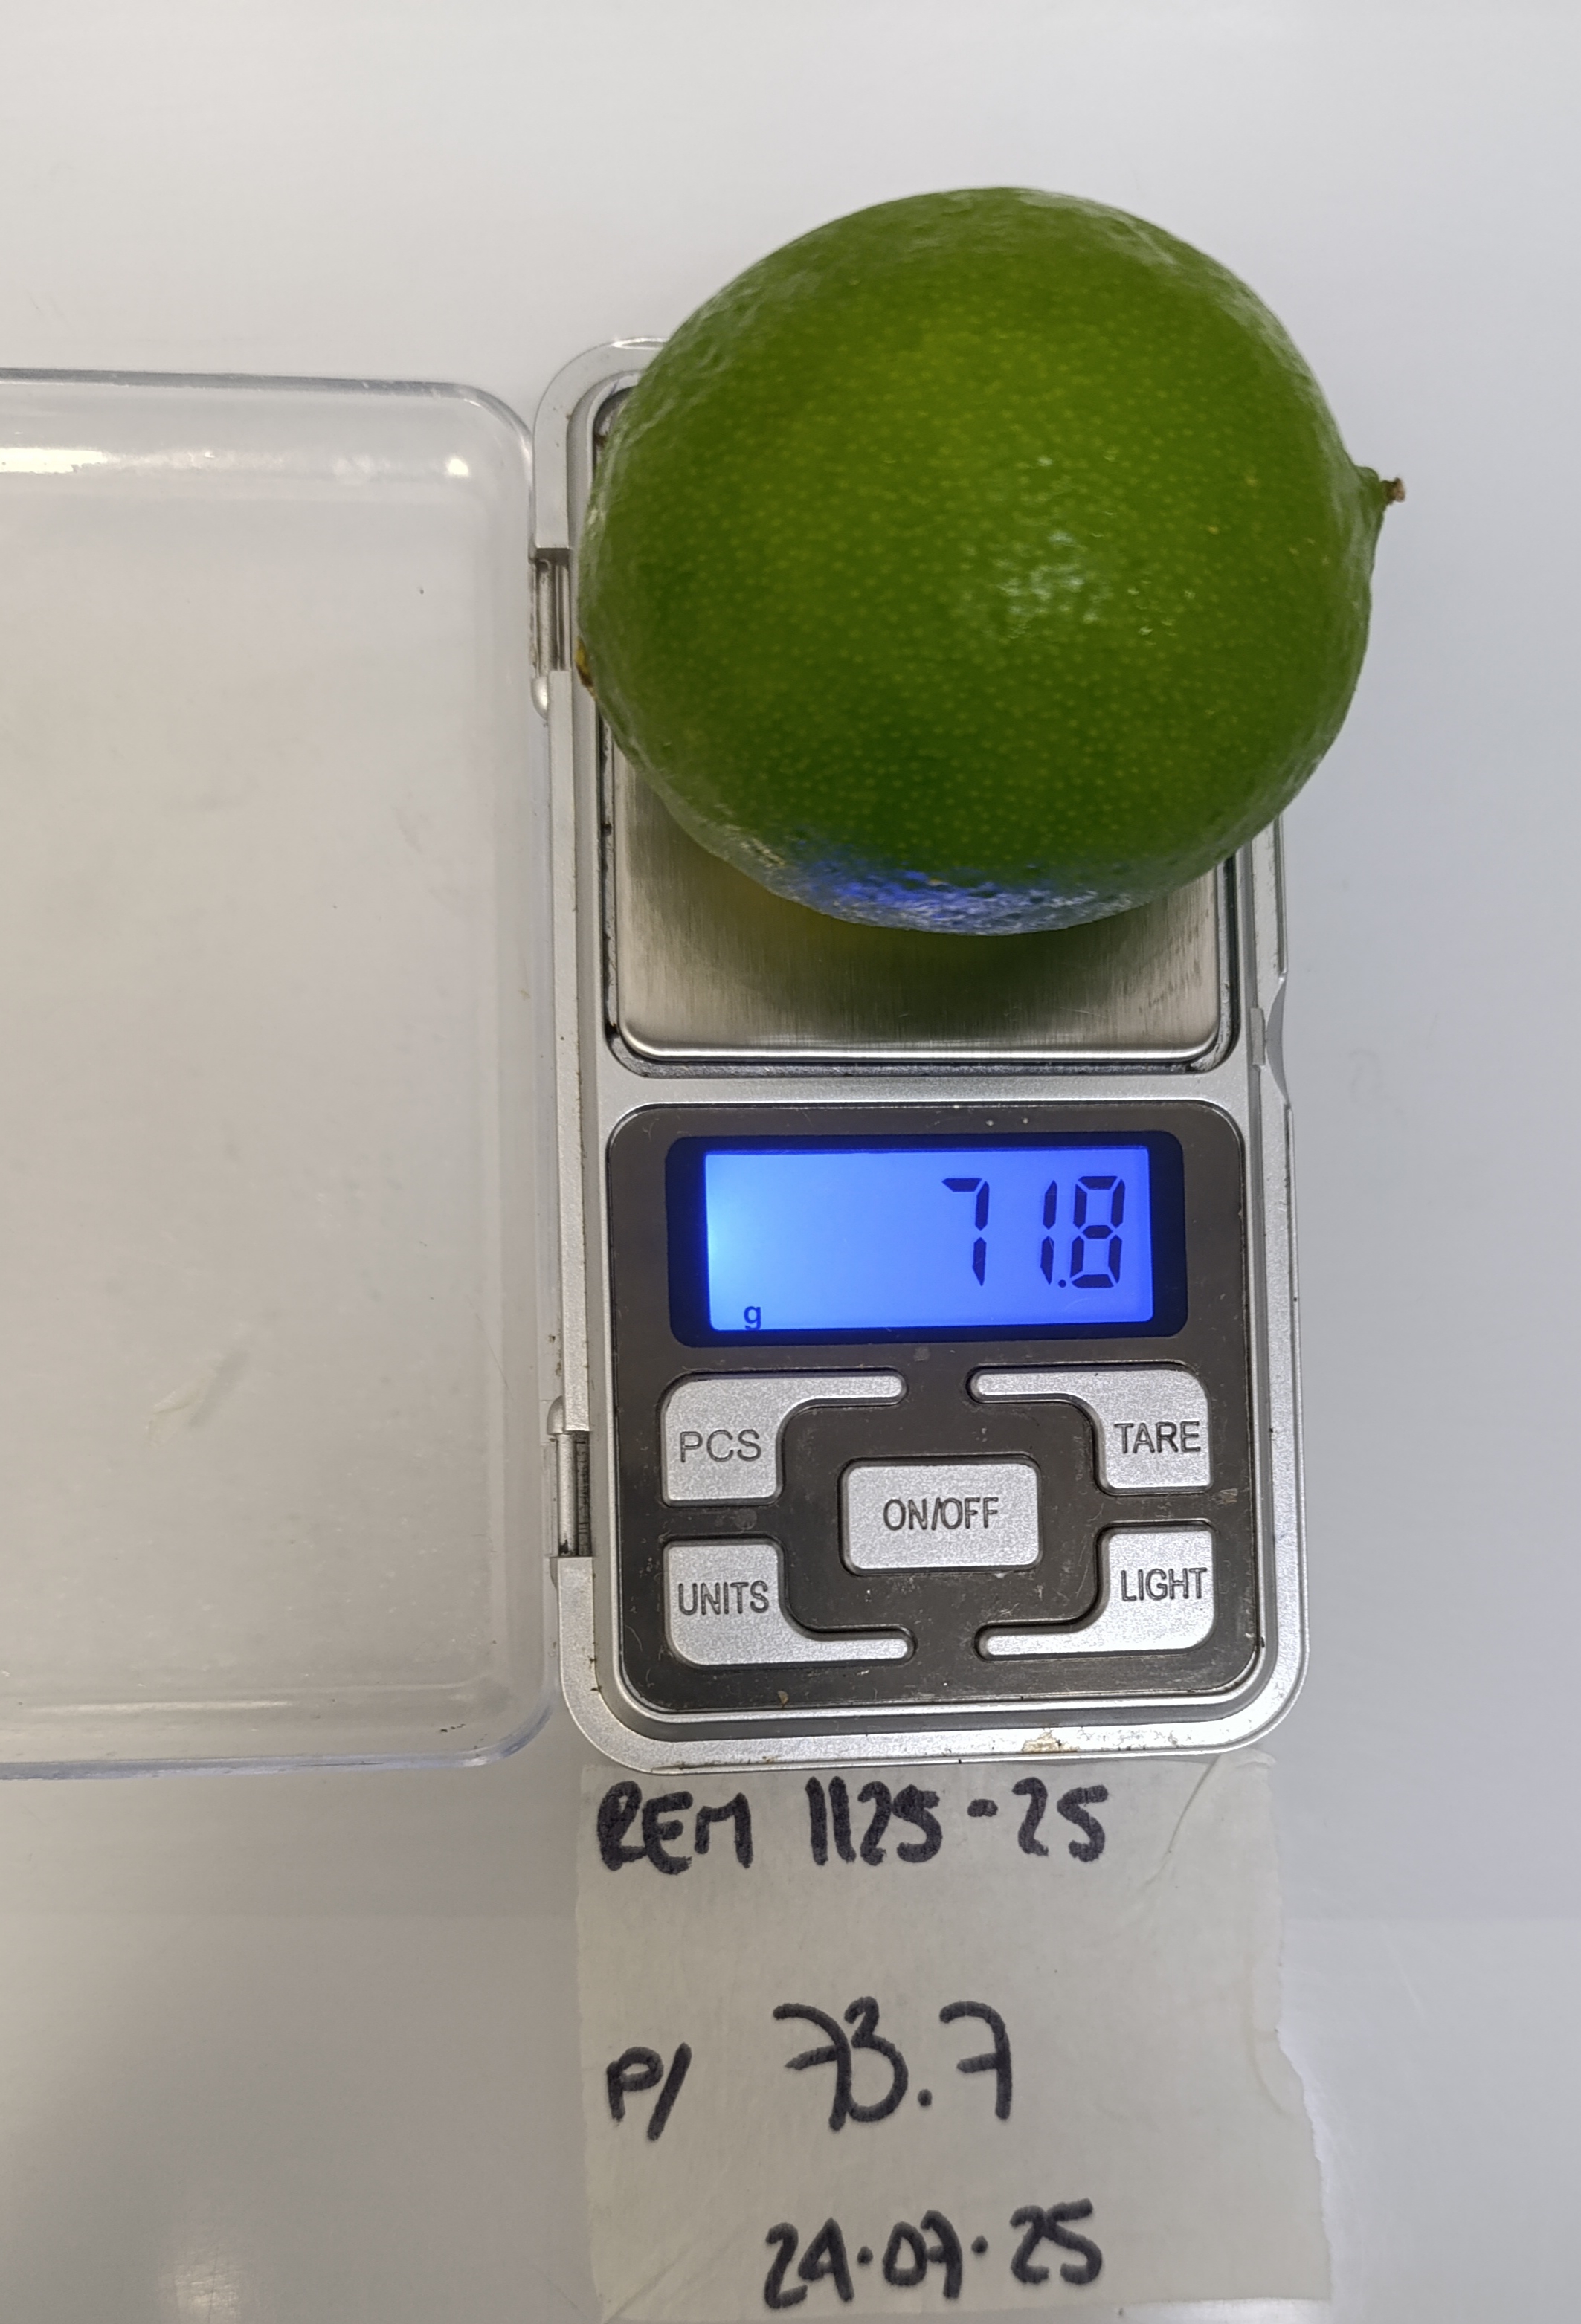 71.8
g
PCS
TARE
ON/OFF
UNITS
LIGHT
REM 1125-25
P/ 73.7
24.07.25